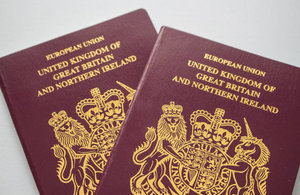 EUROPEAN UNION
UNITED KINGDOM OF
GREAT BRITAIN
AND NORTHERN IRELAND
EUROPEAN UNION
UNITED KINGDOM OF
GREAT BRITAIN
AND NORTHERN IRELAND